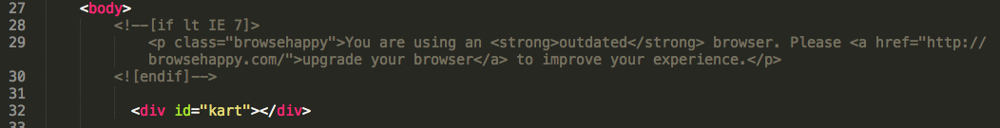 27 <body>
28 <!--[if lt IE 7]>
29 <p class="browsehappy">You are using an <strong>outdated</strong> browser. Please <a href="http://
browsehappy.com/">upgrade your browser</a> to improve your experience.</p>
30 <![endif]-->
31
32 <div id="kart"></div>
33